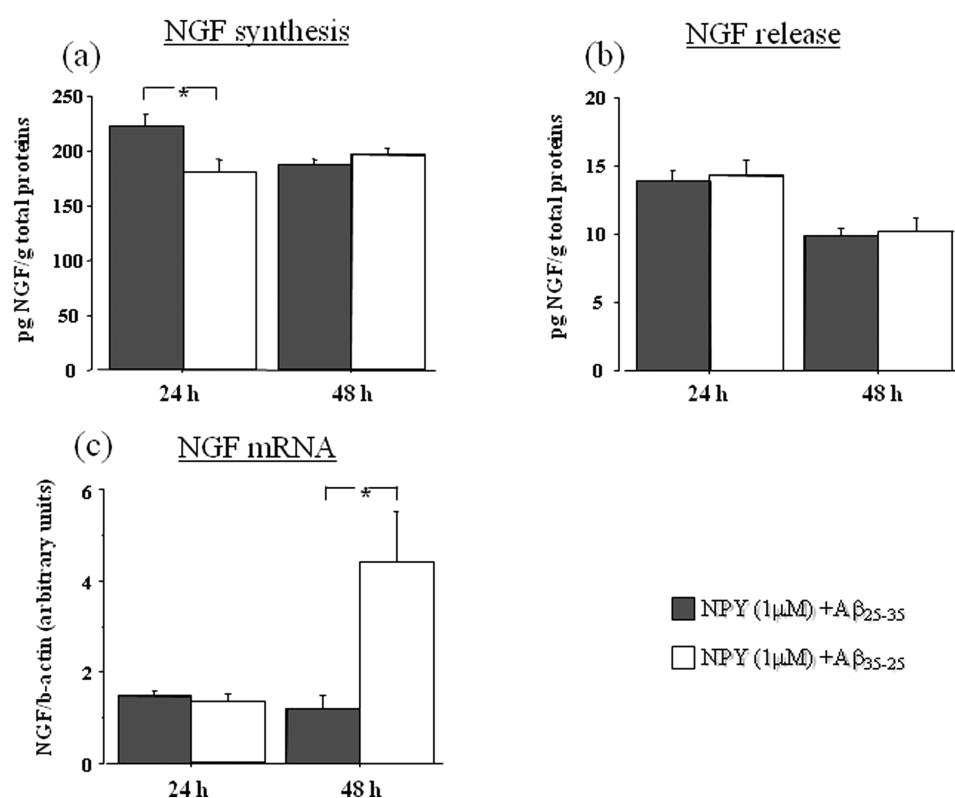 NGF synthesis
(a)
pg NGF/g total proteins
250
200
150
100
50
0
*
24 h
48 h
NGF release
(b)
pg NGF/g total proteins
20
15
10
5
0
24 h
48 h
NGF mRNA
(c)
NGF/b-actin (arbitrary units)
6
4
2
0
*
24 h
48 h
NPY (1μM) +Aβ25-35
NPY (1μM) +Aβ35-25